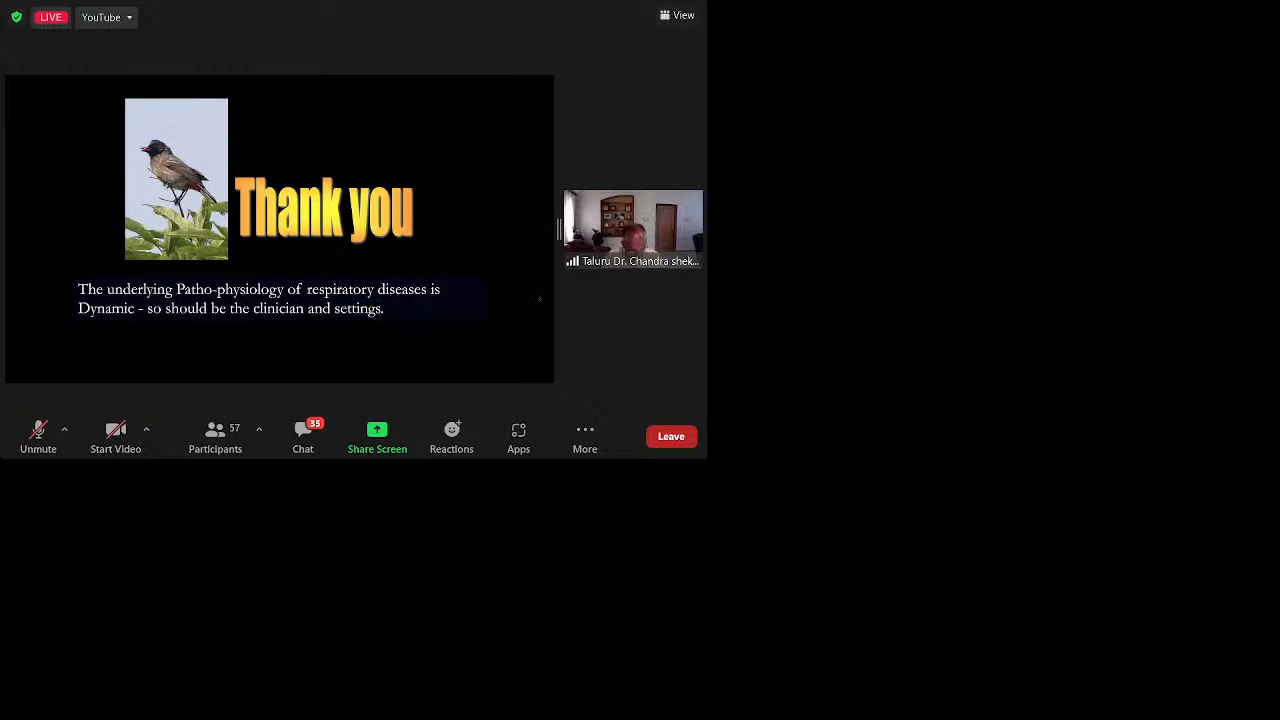 LIVE
YouTube
View
Thank you
The underlying Patho-physiology of respiratory diseases is
Dynamic - so should be the clinician and settings.
Taluru Dr. Chandra shek...
57
35
Unmute
Start Video
Participants
Chat
Share Screen
Reactions
Apps
More
Leave